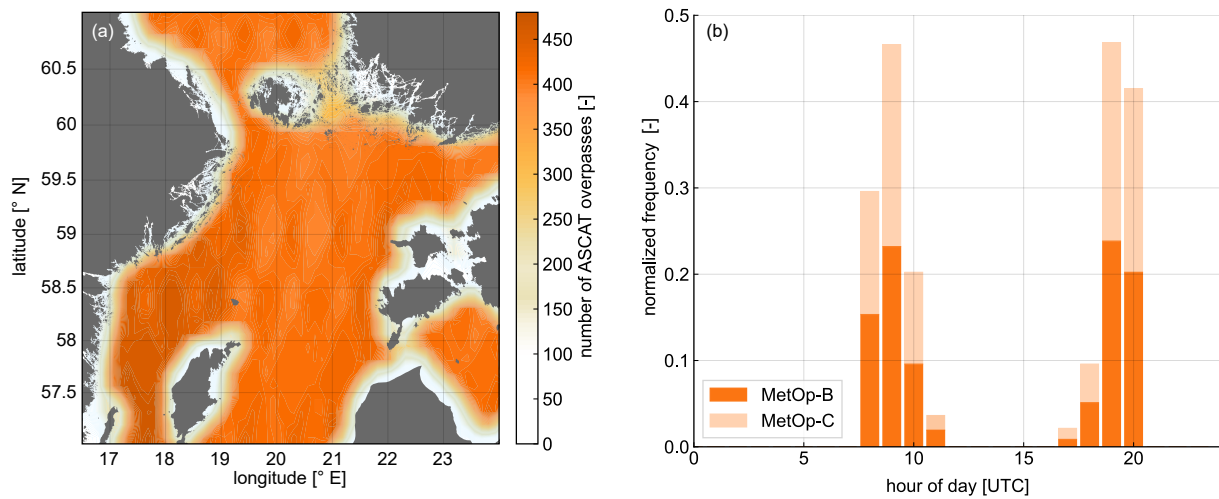 (a)
60.5
60
59.5
59
58.5
58
57.5
latitude [° N]
17 18 19 20 21 22 23
longitude [° E]
450
400
350
300
250
200
150
100
50
0
number of ASCAT overpasses [-]
(b)
0.5
0.4
0.3
0.2
0.1
0.0
normalized frequency [-]
MetOp-B
MetOp-C
0 5 10 15 20
hour of day [UTC]